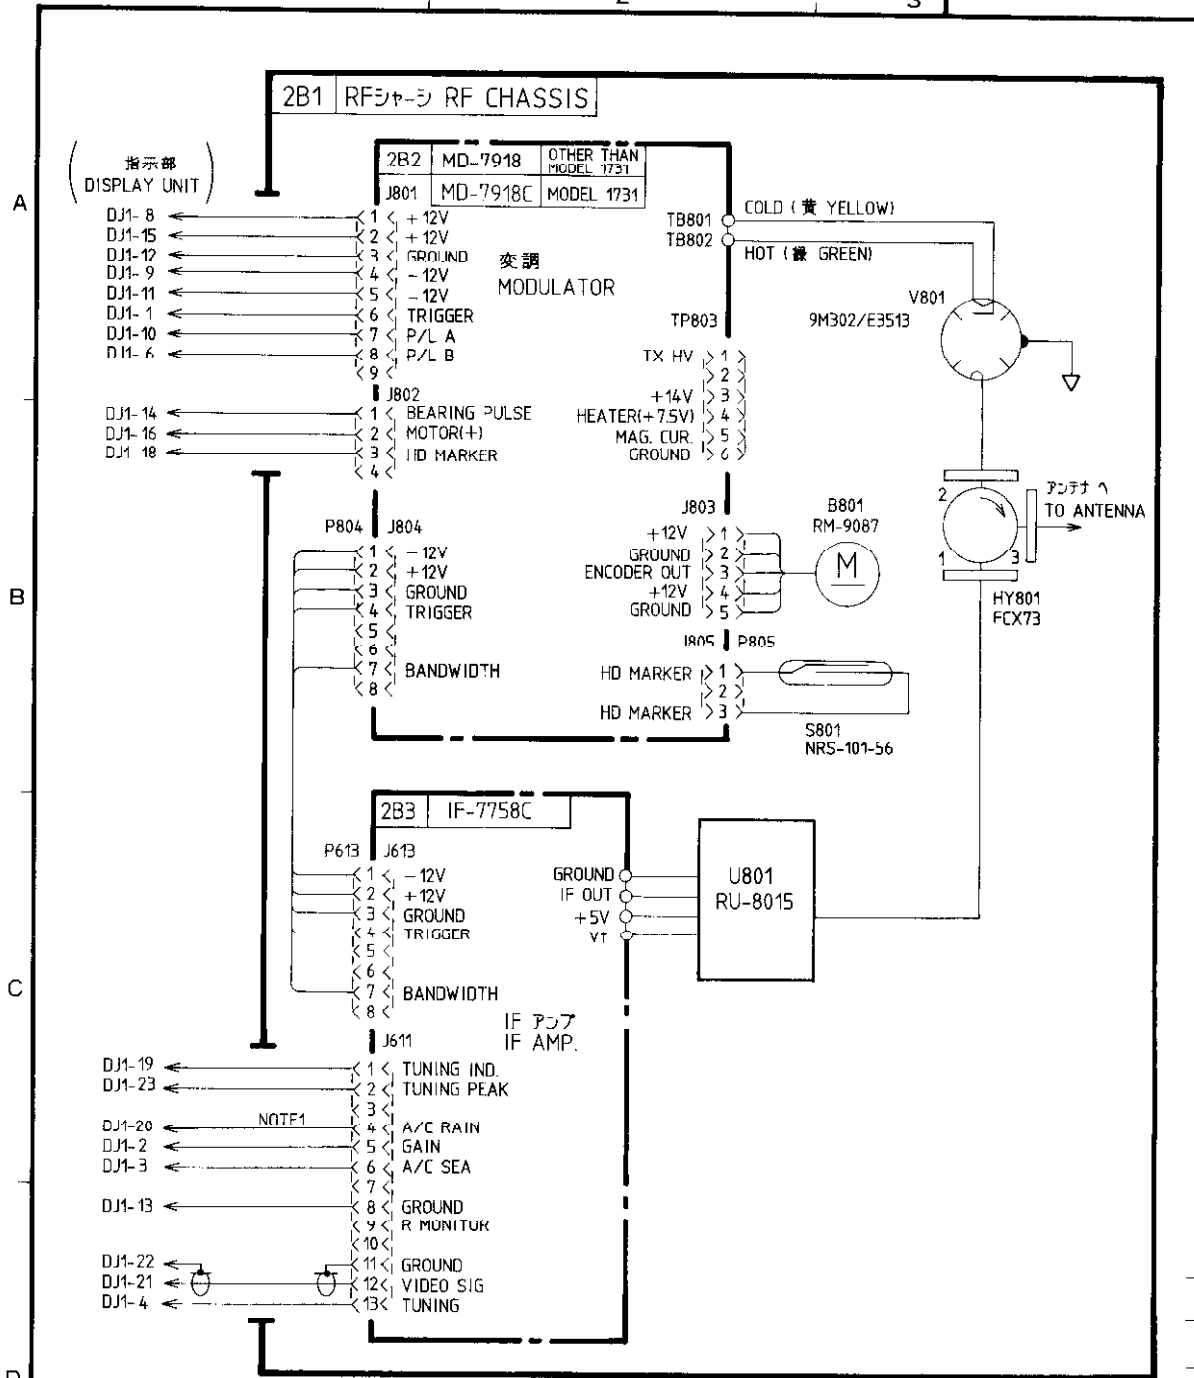 2B1 RFシャーシ RF CHASSIS
指示部
DISPLAY UNIT
2B2 MD-7918 OTHER THAN MODEL 1731
J801 MD-7918C MODEL 1731
A
DJ1-8 1 +12V
DJ1-15 2 +12V
DJ1-12 3 GROUND
DJ1-9 4 -12V
DJ1-11 5 -12V
DJ1-1 6 TRIGGER
DJ1-10 7 P/L A
DJ1-6 8 P/L B
9
変調
MODULATOR
TB801 COLD (黄 YELLOW)
TB802 HOT (緑 GREEN)
V801
9M302/E3513
TP803
TX HV 1
2
+14V 3
HEATER(+7.5V) 4
MAG. CUR. 5
GROUND 6
J802
DJ1-14 1 BEARING PULSE
DJ1-16 2 MOTOR(+)
DJ1 18 3 HD MARKER
4
2
アンテナ へ
TO ANTENNA
1 3
HY801
FCX73
J803
+12V 1
GROUND 2
ENCODER OUT 3
+12V 4
GROUND 5
B801
RM-9087
M
B
P804 J804
1 -12V
2 +12V
3 GROUND
4 TRIGGER
5
6
7 BANDWIDTH
8
J805 P805
HD MARKER 1
2
HD MARKER 3
S801
NRS-101-56
2B3 IF-7758C
P613 J613
1 -12V
2 +12V
3 GROUND
4 TRIGGER
5
6
7 BANDWIDTH
8
GROUND
IF OUT
+5V
VT
U801
RU-8015
C
IF アンプ
IF AMP.
J611
DJ1-19 1 TUNING IND.
DJ1-23 2 TUNING PEAK
3
DJ1-20 NOTE1 4 A/C RAIN
DJ1-2 5 GAIN
DJ1-3 6 A/C SEA
7
DJ1-13 8 GROUND
9 R MONITOR
10
DJ1-22 11 GROUND
DJ1-21 12 VIDEO SIG
DJ1-4 13 TUNING